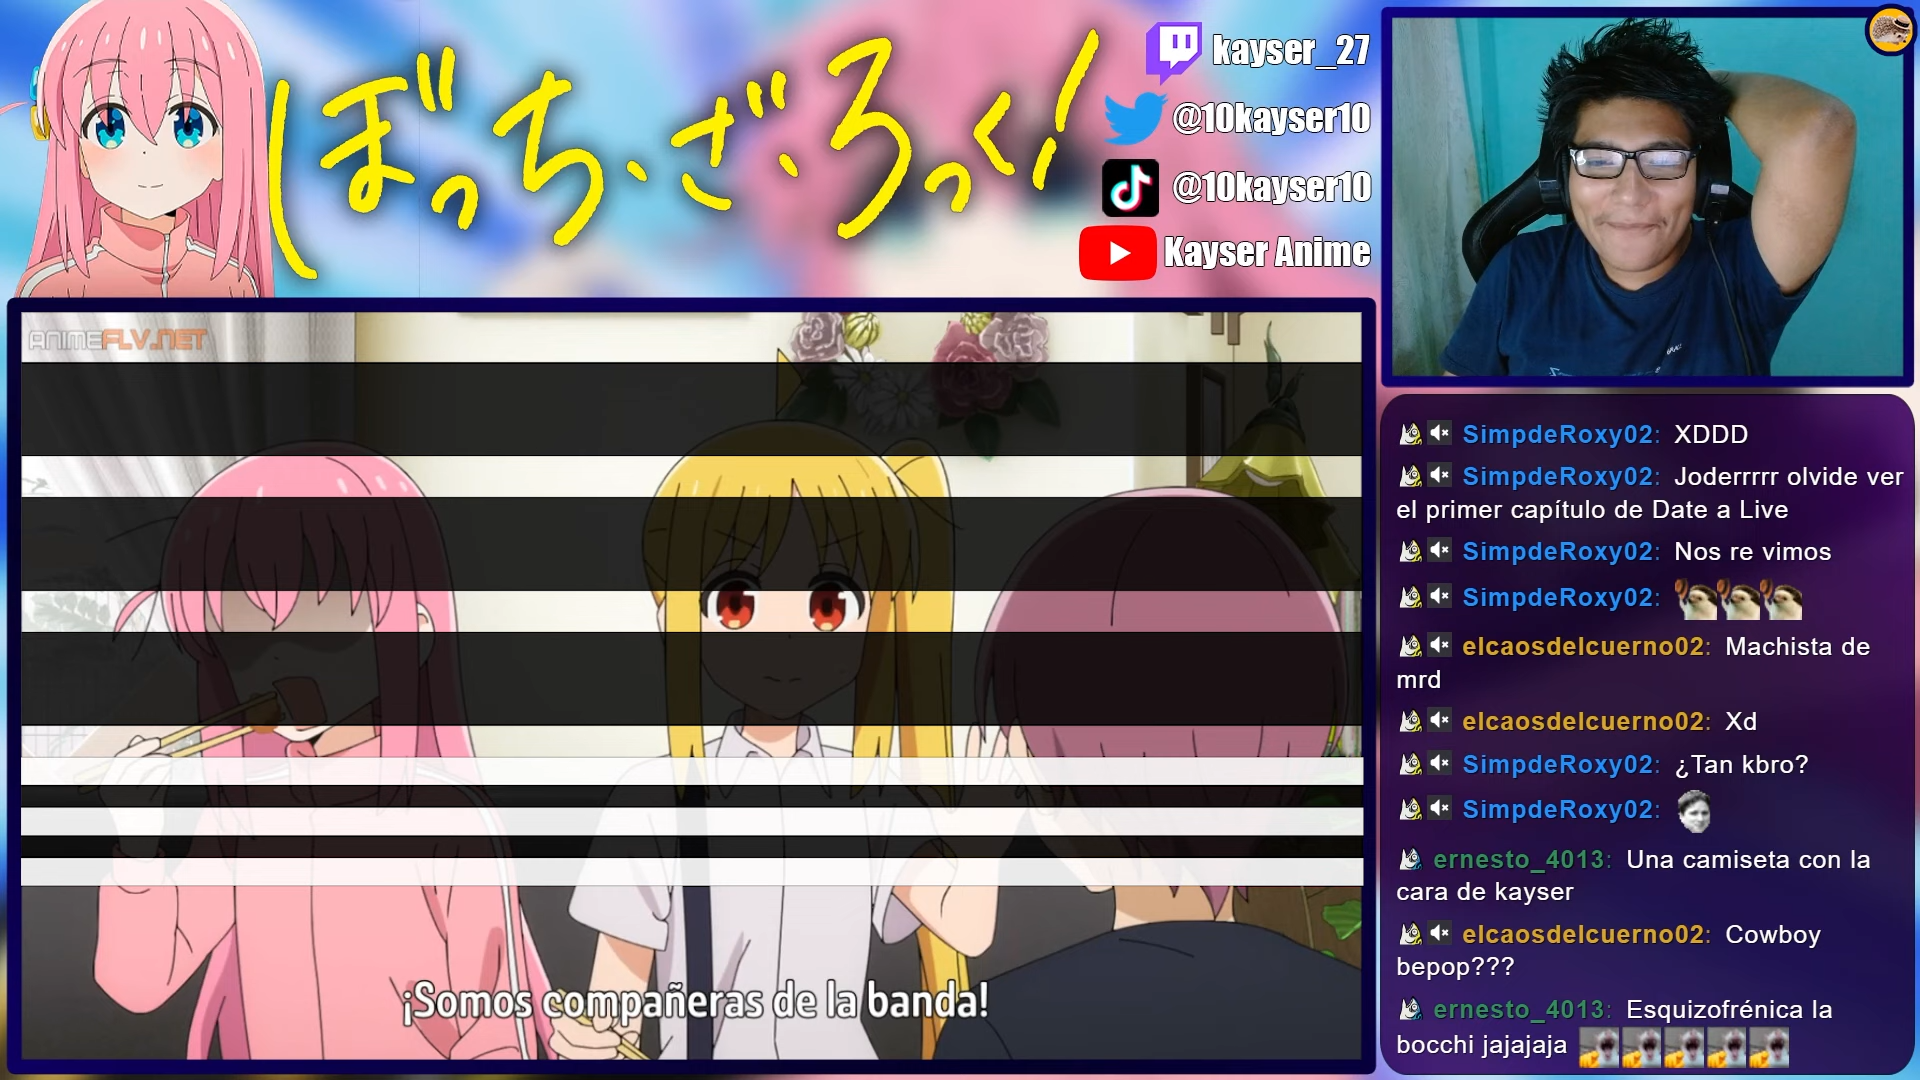 ぼっち・ざ・ろっく!
kayser_27
@10kayser10
@10kayser10
Kayser Anime
ANIMEFLV.NET
¡Somos compañeras de la banda!
SimpdeRoxy02: XDDD
SimpdeRoxy02: Joderrrrr olvide ver
el primer capítulo de Date a Live
SimpdeRoxy02: Nos re vimos
SimpdeRoxy02:
elcaosdelcuerno02: Machista de
mrd
elcaosdelcuerno02: Xd
SimpdeRoxy02: ¿Tan kbro?
SimpdeRoxy02:
ernesto_4013: Una camiseta con la
cara de kayser
elcaosdelcuerno02: Cowboy
bepop???
ernesto_4013: Esquizofrénica la
bocchi jajajaja